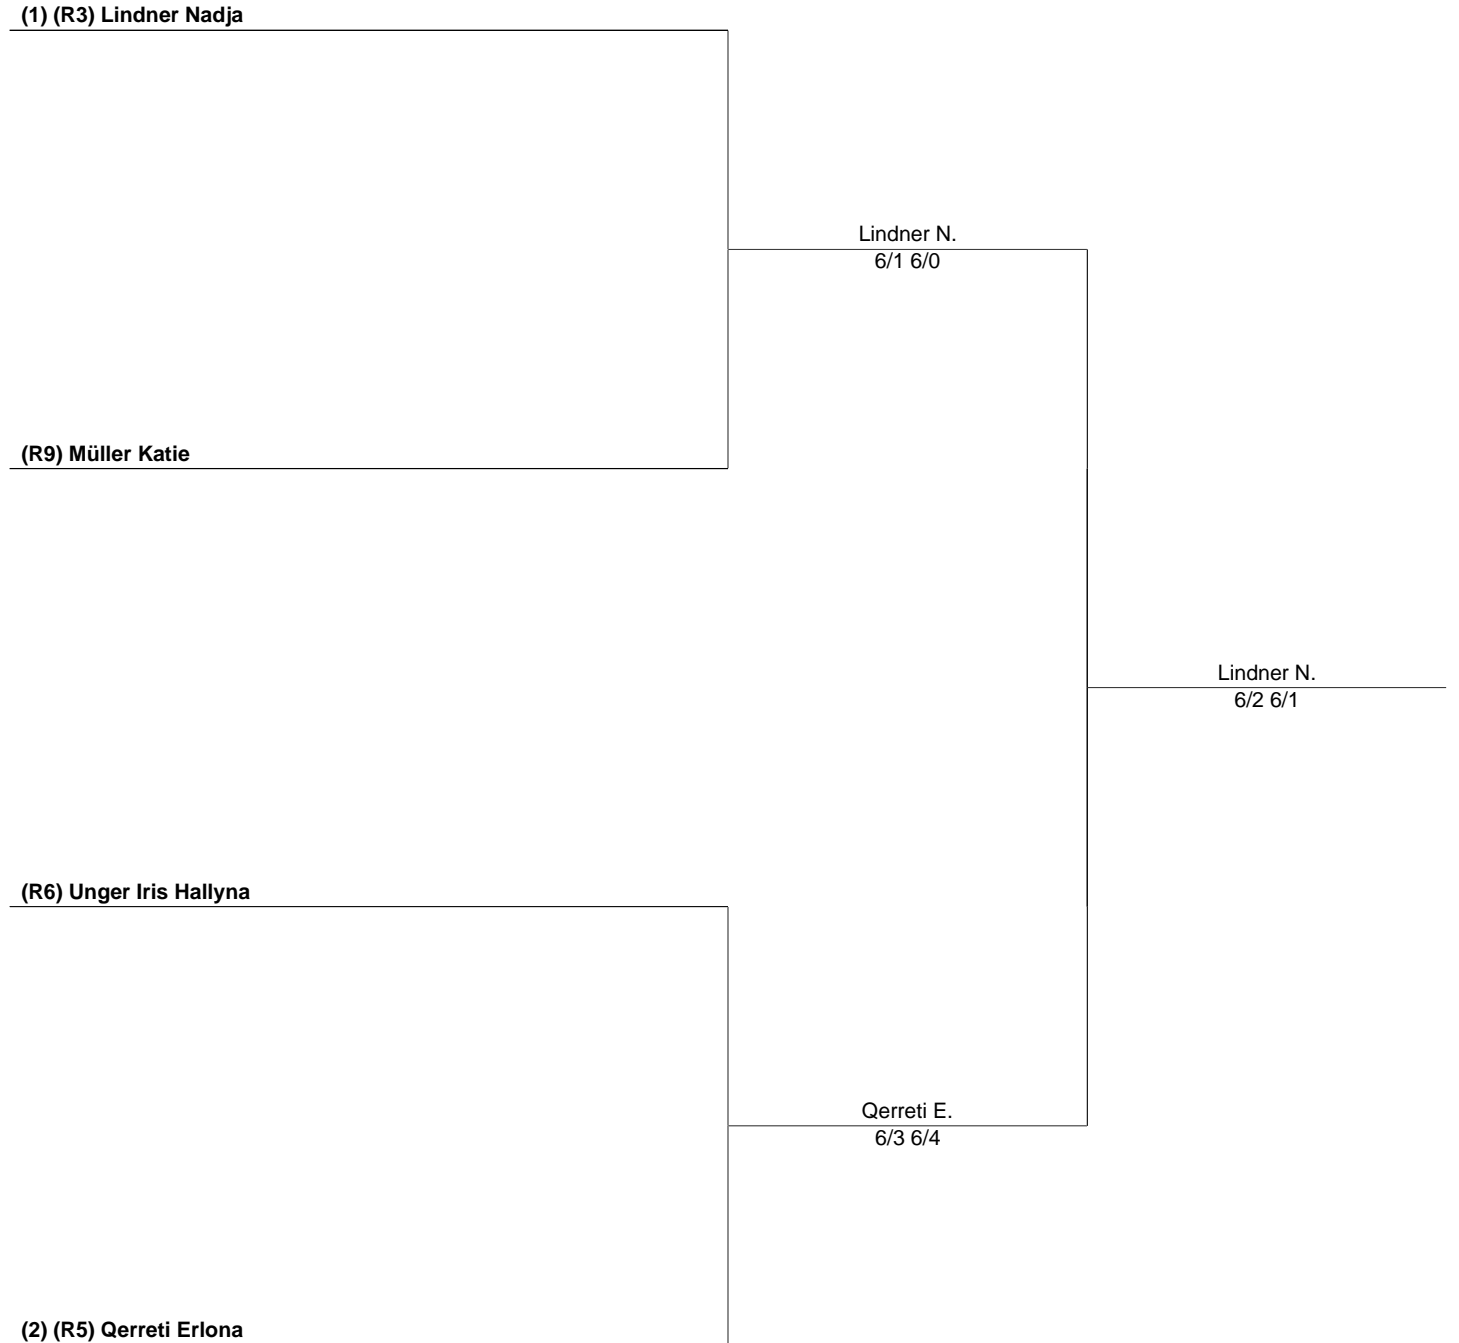 (1) (R3) Lindner Nadja
Lindner N.
6/1 6/0
(R9) Müller Katie
Lindner N.
6/2 6/1
(R6) Unger Iris Hallyna
Qerreti E.
6/3 6/4
(2) (R5) Qerreti Erlona